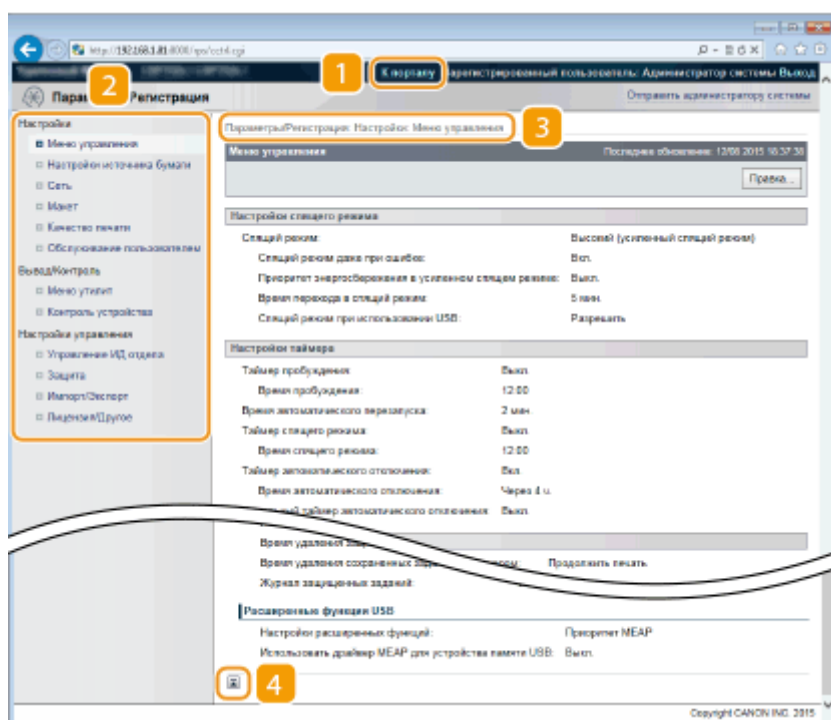 http://192.168.1.81:8000/rps/cctrl.cgi
1
К порталу
Зарегистрированный пользователь: Администратор системы Выход
2
Регистрация
Отправить администратору системы
Настройки
Меню управления
Настройки источника бумаги
Сеть
Макет
Качество печати
Обслуживание пользователем
Вывод/Контроль
Меню утилит
Контроль устройства
Настройки управления
Управление ИД отдела
Защита
Импорт/Экспорт
Лицензия/Другое
Параметры/Регистрация: Настройки: Меню управления
3
Меню управления
Последнее обновление: 12/08 2015 16:37:38
Правка...
Настройки спящего режима
Спящий режим: Высокий (усиленный спящий режим)
Спящий режим даже при ошибке: Вкл.
Приоритет энергосбережения в усиленном спящем режиме: Выкл.
Время перехода в спящий режим: 5 мин.
Спящий режим при использовании USB: Разрешить
Настройки таймера
Таймер пробуждения: Выкл.
Время пробуждения: 12:00
Время автоматического перезапуска: 2 мин.
Таймер спящего режима: Выкл.
Время спящего режима: 12:00
Таймер автоматического отключения: Вкл.
Время автоматического отключения: Через 4 ч.
таймер автоматического отключения Выкл.
Время удаления
Время удаления сохраненных Продолжить печать
Журнал защищенных заданий:
Расширенные функции USB
Настройки расширенных функций: Приоритет MEAP
Использовать драйвер MEAP для устройства памяти USB: Выкл.
4
Copyright CANON INC. 2015